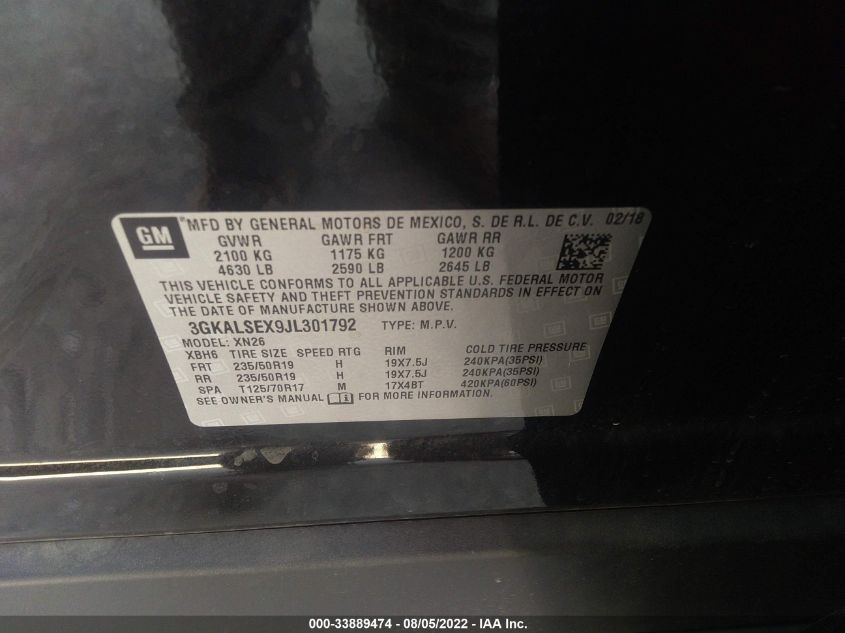 GM
MFD BY GENERAL MOTORS DE MEXICO, S. DE R.L. DE C.V. 02/18
GVWR GAWR FRT GAWR RR
2100 KG 1175 KG 1200 KG
4630 LB 2590 LB 2645 LB
THIS VEHICLE CONFORMS TO ALL APPLICABLE U.S. FEDERAL MOTOR
VEHICLE SAFETY AND THEFT PREVENTION STANDARDS IN EFFECT ON
THE DATE OF MANUFACTURE SHOWN ABOVE.
3GKALSEX9JL301792 TYPE: M.P.V.
MODEL: XN26
XBH6 TIRE SIZE SPEED RTG RIM COLD TIRE PRESSURE
FRT 235/50R19 H 19X7.5J 240KPA(35PSI)
RR 235/50R19 H 19X7.5J 240KPA(35PSI)
SPA T125/70R17 M 17X4BT 420KPA(60PSI)
SEE OWNER'S MANUAL FOR MORE INFORMATION.
000-33889474 - 08/05/2022 - IAA Inc.